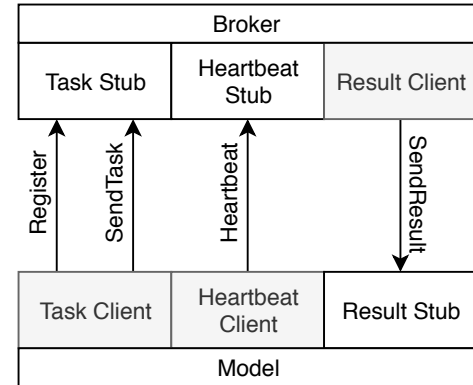 Broker
Task Stub
Heartbeat
Stub
Result Client
Register
SendTask
Heartbeat
SendResult
Task Client
Heartbeat
Client
Result Stub
Model